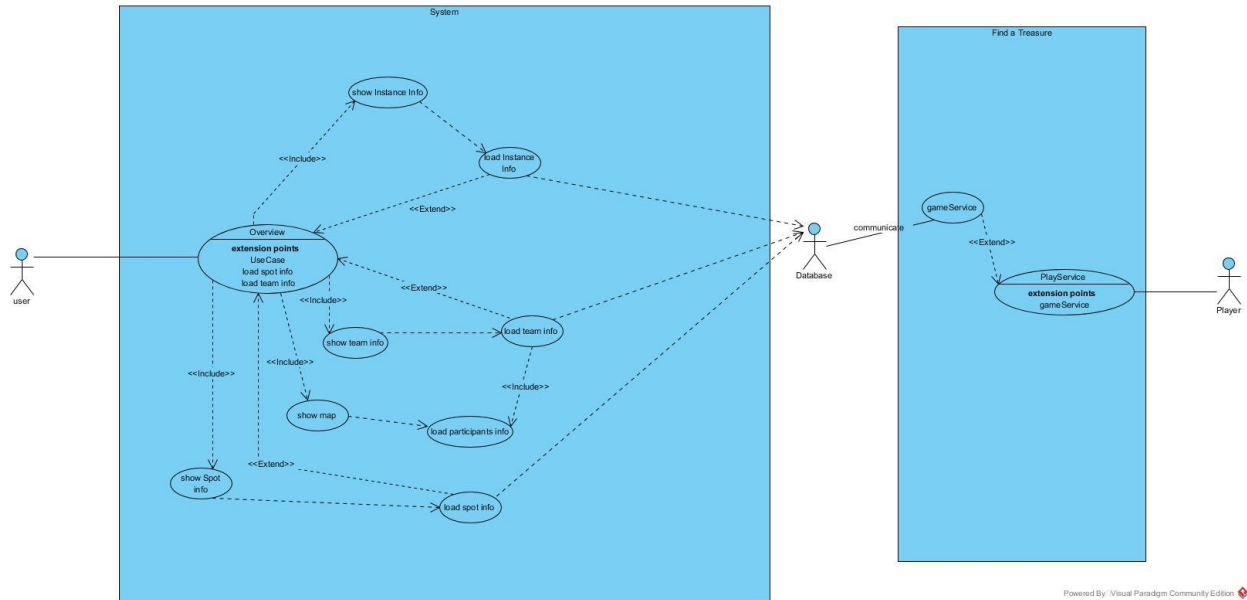 System
Find a Treasure
show Instance Info
<<Include>>
load Instance
Info
<<Extend>>
gameService
communicate
<<Extend>>
Overview
extension points
UseCase
load spot info
load team info
user
Database
PlayService
extension points
gameService
Player
<<Extend>>
<<Include>>
load team info
show team info
<<Include>>
<<Include>>
<<Include>>
show map
load participants info
<<Extend>>
show Spot
info
load spot info
Powered By Visual Paradigm Community Edition